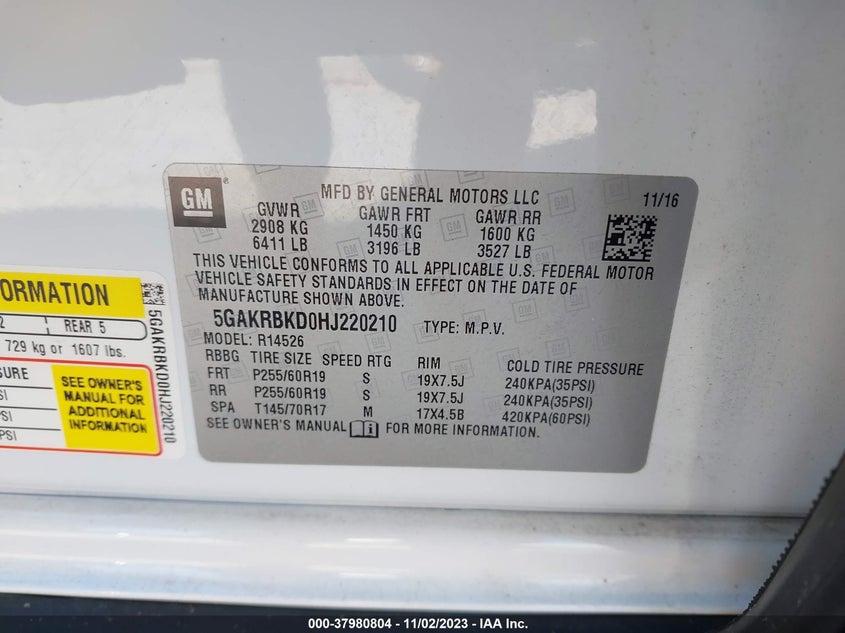 GM
®
MFD BY GENERAL MOTORS LLC 11/16
GVWR GAWR FRT GAWR RR
2908 KG 1450 KG 1600 KG
6411 LB 3196 LB 3527 LB
THIS VEHICLE CONFORMS TO ALL APPLICABLE U.S. FEDERAL MOTOR
VEHICLE SAFETY STANDARDS IN EFFECT ON THE DATE OF
MANUFACTURE SHOWN ABOVE.
5GAKRBKD0HJ220210 TYPE: M.P.V.
MODEL: R14526
RBBG TIRE SIZE SPEED RTG RIM COLD TIRE PRESSURE
FRT P255/60R19 S 19X7.5J 240KPA(35PSI)
RR P255/60R19 S 19X7.5J 240KPA(35PSI)
SPA T145/70R17 M 17X4.5B 420KPA(60PSI)
SEE OWNER'S MANUAL i FOR MORE INFORMATION.
ORMATION
2 REAR 5
729 kg or 1607 lbs.
SURE
PSI
PSI
PSI
SEE OWNER'S
MANUAL FOR
ADDITIONAL
INFORMATION
5GAKRBKD0HJ220210
000-37980804 - 11/02/2023 - IAA Inc.